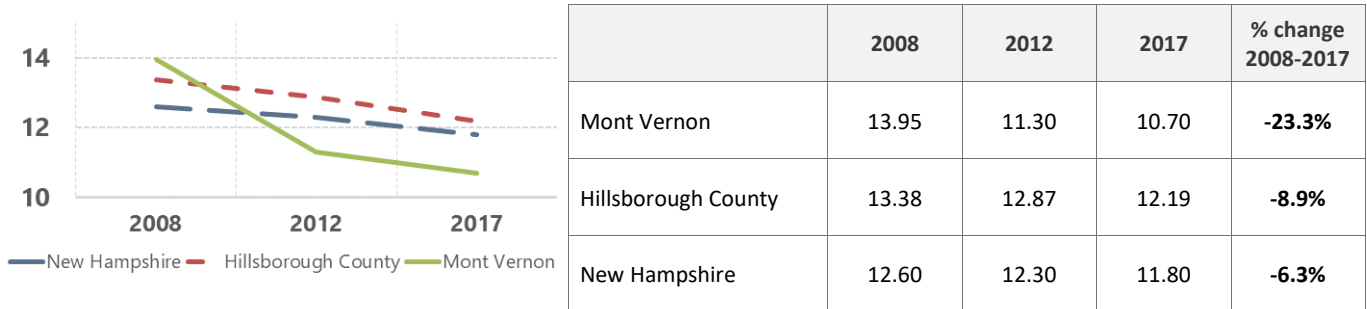 14
12
10
2008 2012 2017
New Hampshire Hillsborough County Mont Vernon
2008 2012 2017 % change
2008-2017
Mont Vernon 13.95 11.30 10.70 -23.3%
Hillsborough County 13.38 12.87 12.19 -8.9%
New Hampshire 12.60 12.30 11.80 -6.3%